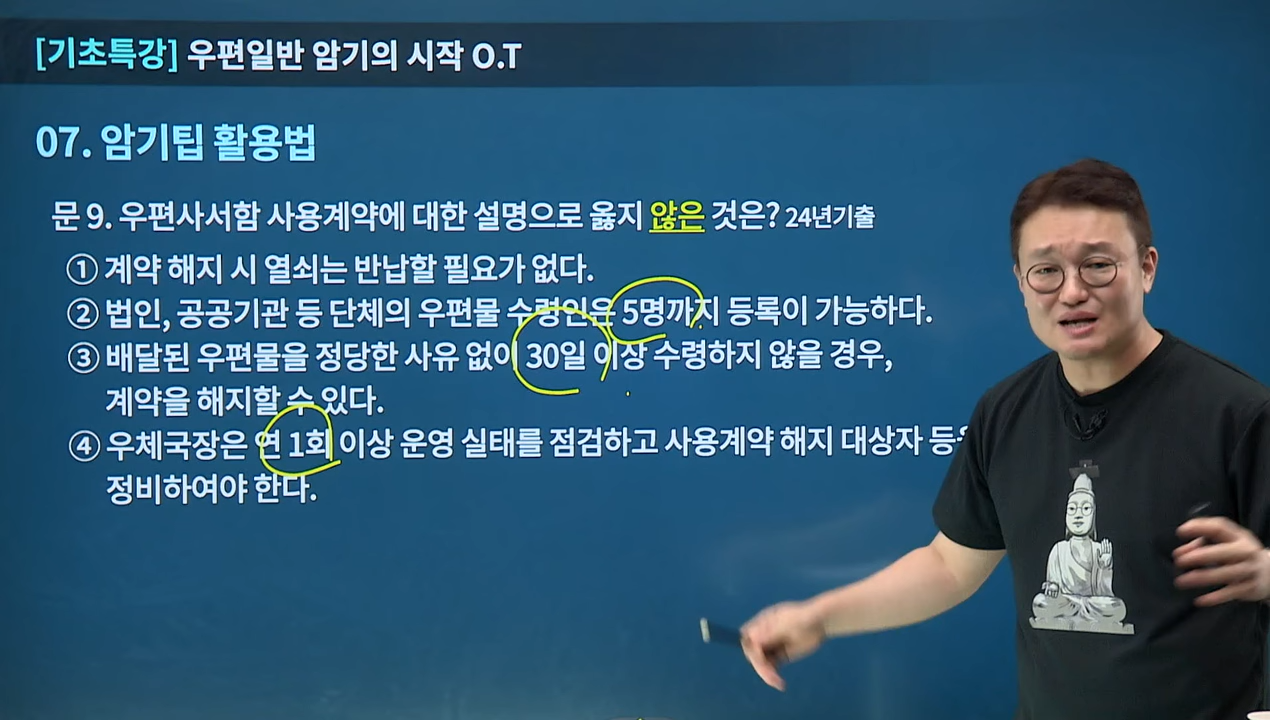 [기초특강] 우편일반 암기의 시작 O.T
07. 암기팁 활용법
문 9. 우편사서함 사용계약에 대한 설명으로 옳지 않은 것은? 24년기출
① 계약 해지 시 열쇠는 반납할 필요가 없다.
② 법인, 공공기관 등 단체의 우편물 수령인은 5명까지 등록이 가능하다.
③ 배달된 우편물을 정당한 사유 없이 30일 이상 수령하지 않을 경우,
계약을 해지할 수 있다.
④ 우체국장은 연 1회 이상 운영 실태를 점검하고 사용계약 해지 대상자 등
정비하여야 한다.